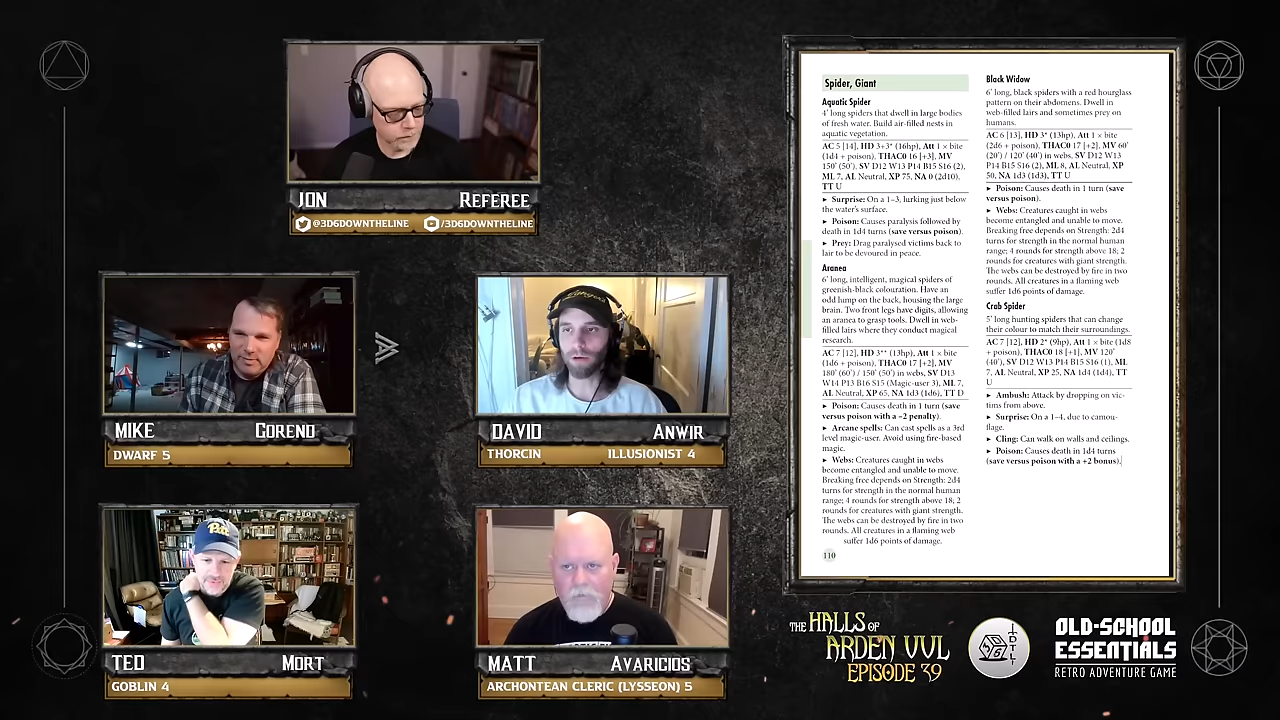 JON REFEREE
@3D6DOWNTHELINE /3D6DOWNTHELINE
MIKE COREND
DWARF 5
DAVID ANWIR
THORCIN ILLUSIONIST 4
TED MORT
GOBLIN 4
MATT AVARICIOS
ARCHONTEAN CLERIC (LYSSEON) 5
Spider, Giant
Aquatic Spider
4' long spiders that dwell in large bodies
of fresh water. Build air-filled nests in
aquatic vegetation.
AC 5 [14], HD 3+3* (16hp), Att 1 × bite
(1d4 + poison), THAC0 16 [+3], MV
150' (50'), SV D12 W13 P14 B15 S16 (2),
ML 7, AL Neutral, XP 75, NA 0 (2d10),
TT U
► Surprise: On a 1–3, lurking just below
the water's surface.
► Poison: Causes paralysis followed by
death in 1d4 turns (save versus poison).
► Prey: Drag paralysed victims back to
lair to be devoured in peace.
Aranea
6' long, intelligent, magical spiders of
greenish-black colouration. Have an
odd lump on the back, housing the large
brain. Two front legs have digits, allowing
an aranea to grasp tools. Dwell in web-
filled lairs where they conduct magical
research.
AC 7 [12], HD 3** (13hp), Att 1 × bite
(1d6 + poison), THAC0 17 [+2], MV
180' (60') / 150' (50') in webs, SV D13
W14 P13 B16 S15 (Magic-user 3), ML 7,
AL Neutral, XP 65, NA 1d3 (1d6), TT D
► Poison: Causes death in 1 turn (save
versus poison with a –2 penalty).
► Arcane spells: Can cast spells as a 3rd
level magic-user. Avoid using fire-based
magic.
► Webs: Creatures caught in webs
become entangled and unable to move.
Breaking free depends on Strength: 2d4
turns for strength in the normal human
range; 4 rounds for strength above 18; 2
rounds for creatures with giant strength.
The webs can be destroyed by fire in two
rounds. All creatures in a flaming web
suffer 1d6 points of damage.
110
Black Widow
6' long, black spiders with a red hourglass
pattern on their abdomens. Dwell in
web-filled lairs and sometimes prey on
humans.
AC 6 [13], HD 3* (13hp), Att 1 × bite
(2d6 + poison), THAC0 17 [+2], MV 60'
(20') / 120' (40') in webs, SV D12 W13
P14 B15 S16 (2), ML 8, AL Neutral, XP
50, NA 1d3 (1d3), TT U
► Poison: Causes death in 1 turn (save
versus poison).
► Webs: Creatures caught in webs
become entangled and unable to move.
Breaking free depends on Strength: 2d4
turns for strength in the normal human
range; 4 rounds for strength above 18; 2
rounds for creatures with giant strength.
The webs can be destroyed by fire in two
rounds. All creatures in a flaming web
suffer 1d6 points of damage.
Crab Spider
5' long hunting spiders that can change
their colour to match their surroundings.
AC 7 [12], HD 2* (9hp), Att 1 × bite (1d8
+ poison), THAC0 18 [+1], MV 120'
(40'), SV D12 W13 P14 B15 S16 (1), ML
7, AL Neutral, XP 25, NA 1d4 (1d4), TT
U
► Ambush: Attack by dropping on vic-
tims from above.
► Surprise: On a 1–4, due to camou-
flage.
► Cling: Can walk on walls and ceilings.
► Poison: Causes death in 1d4 turns
(save versus poison with a +2 bonus).
THE HALLS OF
ARDEN VUL
EPISODE 39
OLD-SCHOOL
ESSENTIALS
RETRO ADVENTURE GAME